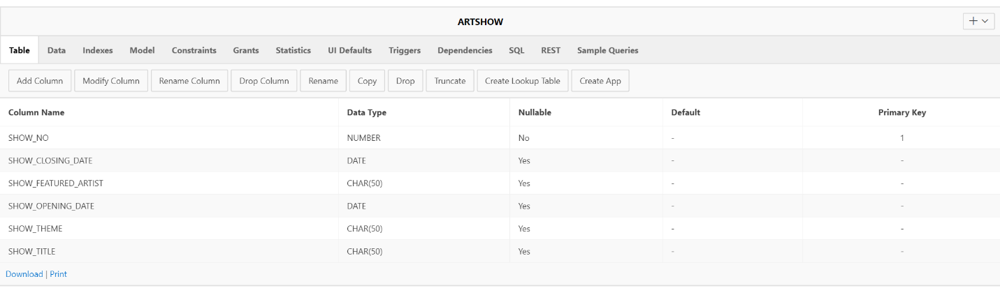 ARTSHOW
Table Data Indexes Model Constraints Grants Statistics UI Defaults Triggers Dependencies SQL REST Sample Queries
Add Column Modify Column Rename Column Drop Column Rename Copy Drop Truncate Create Lookup Table Create App
Column Name Data Type Nullable Default Primary Key
SHOW_NO NUMBER No - 1
SHOW_CLOSING_DATE DATE Yes - -
SHOW_FEATURED_ARTIST CHAR(50) Yes - -
SHOW_OPENING_DATE DATE Yes - -
SHOW_THEME CHAR(50) Yes - -
SHOW_TITLE CHAR(50) Yes - -
Download | Print